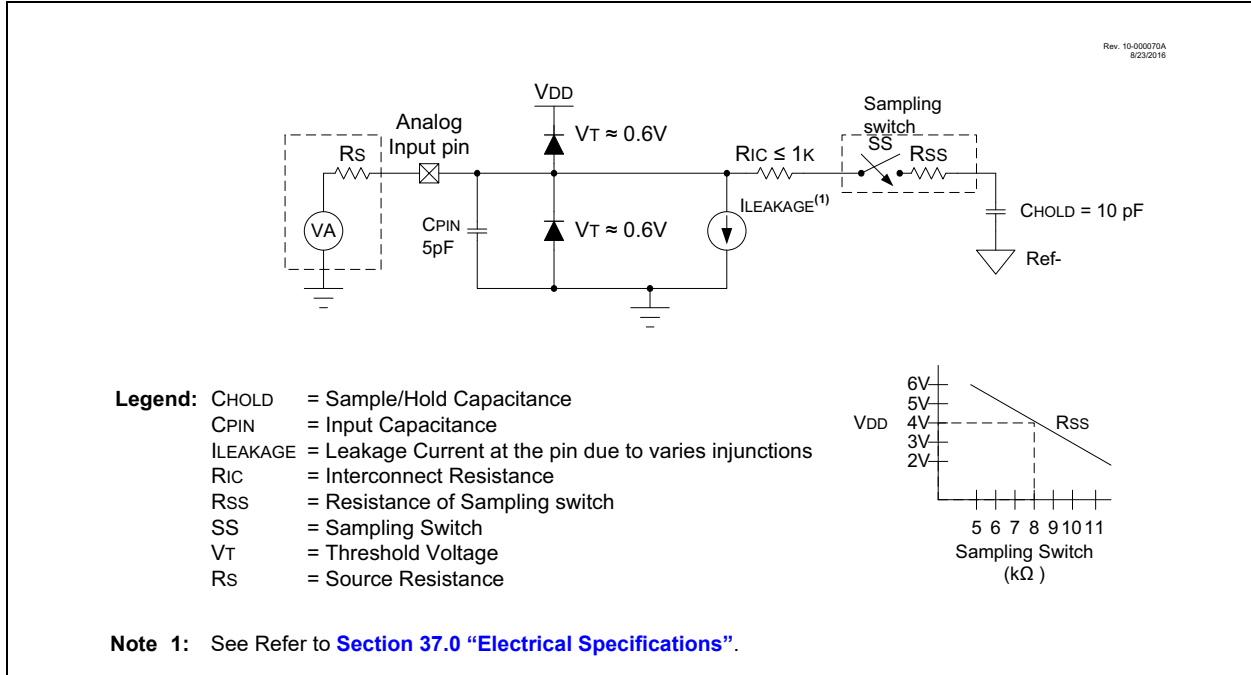 Rev. 10-000070A
8/23/2016
VDD
Sampling
switch
Analog
Input pin
VT ≈ 0.6V
SS
RSS
RS
RIC ≤ 1K
ILEAKAGE(1)
CHOLD = 10 pF
VA
CPIN
5pF
VT ≈ 0.6V
Ref-
Legend: CHOLD = Sample/Hold Capacitance
CPIN = Input Capacitance
ILEAKAGE = Leakage Current at the pin due to varies injunctions
RIC = Interconnect Resistance
RSS = Resistance of Sampling switch
SS = Sampling Switch
VT = Threshold Voltage
RS = Source Resistance
6V
5V
VDD 4V RSS
3V
2V
5 6 7 8 9 10 11
Sampling Switch
(kΩ )
Note 1: See Refer to Section 37.0 “Electrical Specifications”.